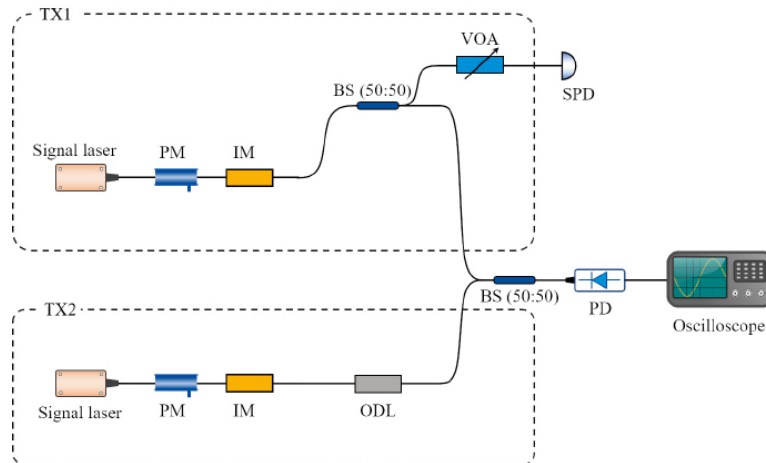 TX1
VOA
BS (50:50)
SPD
Signal laser
PM
IM
BS (50:50)
PD
Oscilloscope
TX2
Signal laser
PM
IM
ODL